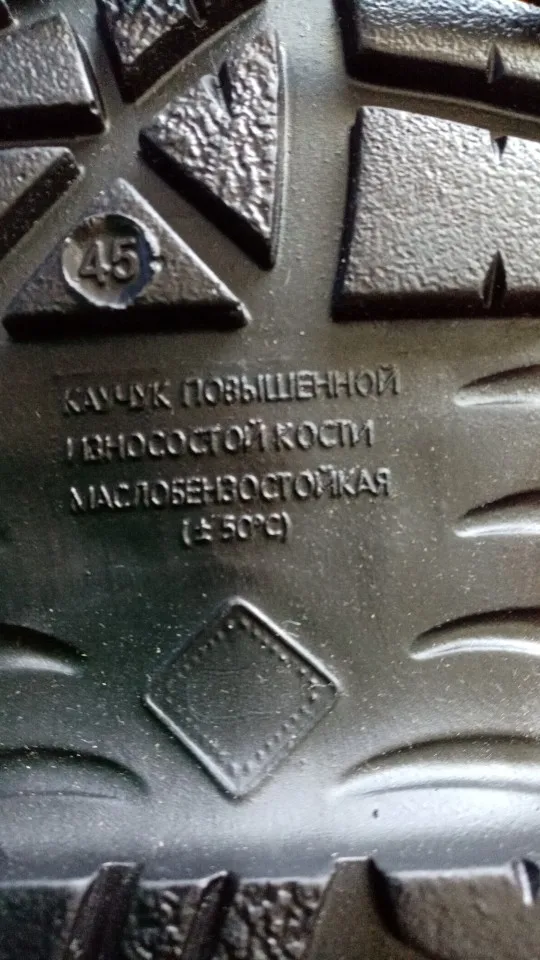 45
КАУЧУК ПОВЫШЕННОЙ
ИЗНОСОСТОЙКОСТИ
МАСЛОБЕНЗОСТОЙКАЯ
(± 50°С)